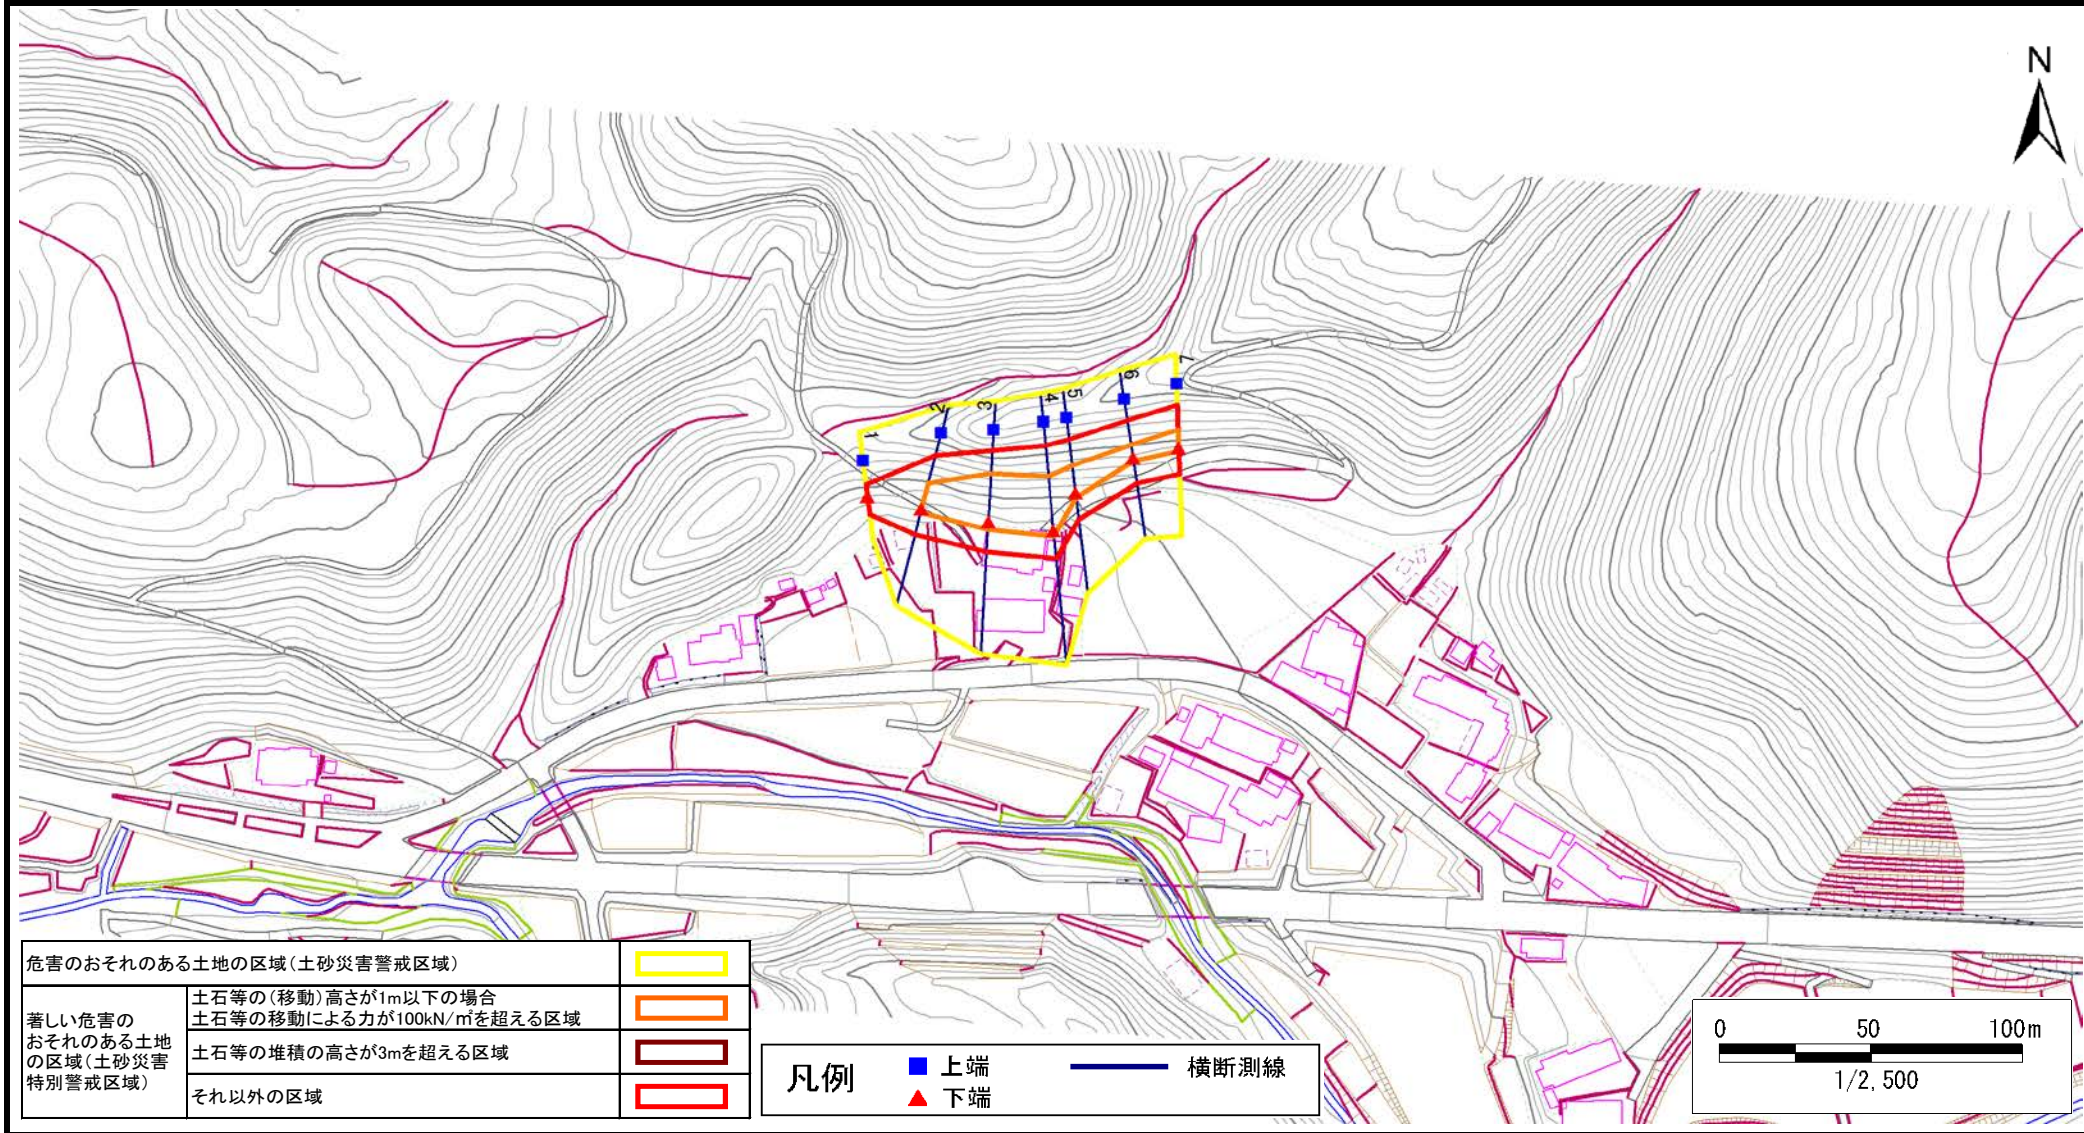 N
1
2
3
4
5
6
7
危害のおそれのある土地の区域(土砂災害警戒区域)
著しい危害の
おそれのある土地
の区域(土砂災害
特別警戒区域)
土石等の(移動)高さが1m以下の場合
土石等の移動による力が100kN/㎡を超える区域
土石等の堆積の高さが3mを超える区域
それ以外の区域
凡例
上端
下端
横断測線
0 50 100m
1/2,500